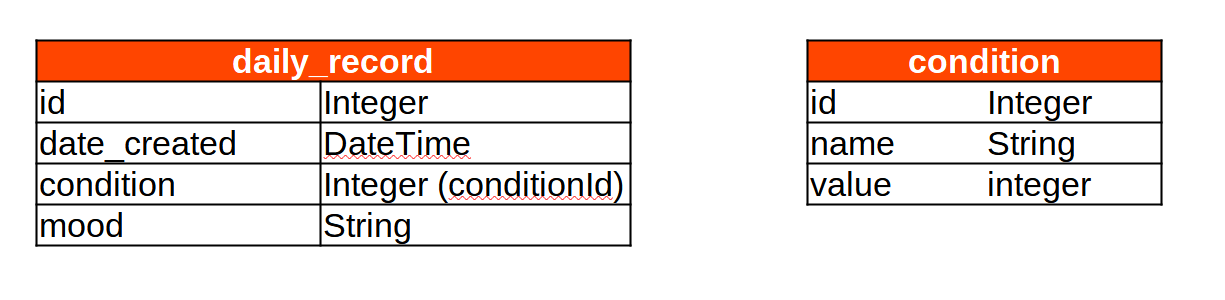 daily_record
id Integer
date_created DateTime
condition Integer (conditionId)
mood String
condition
id Integer
name String
value integer